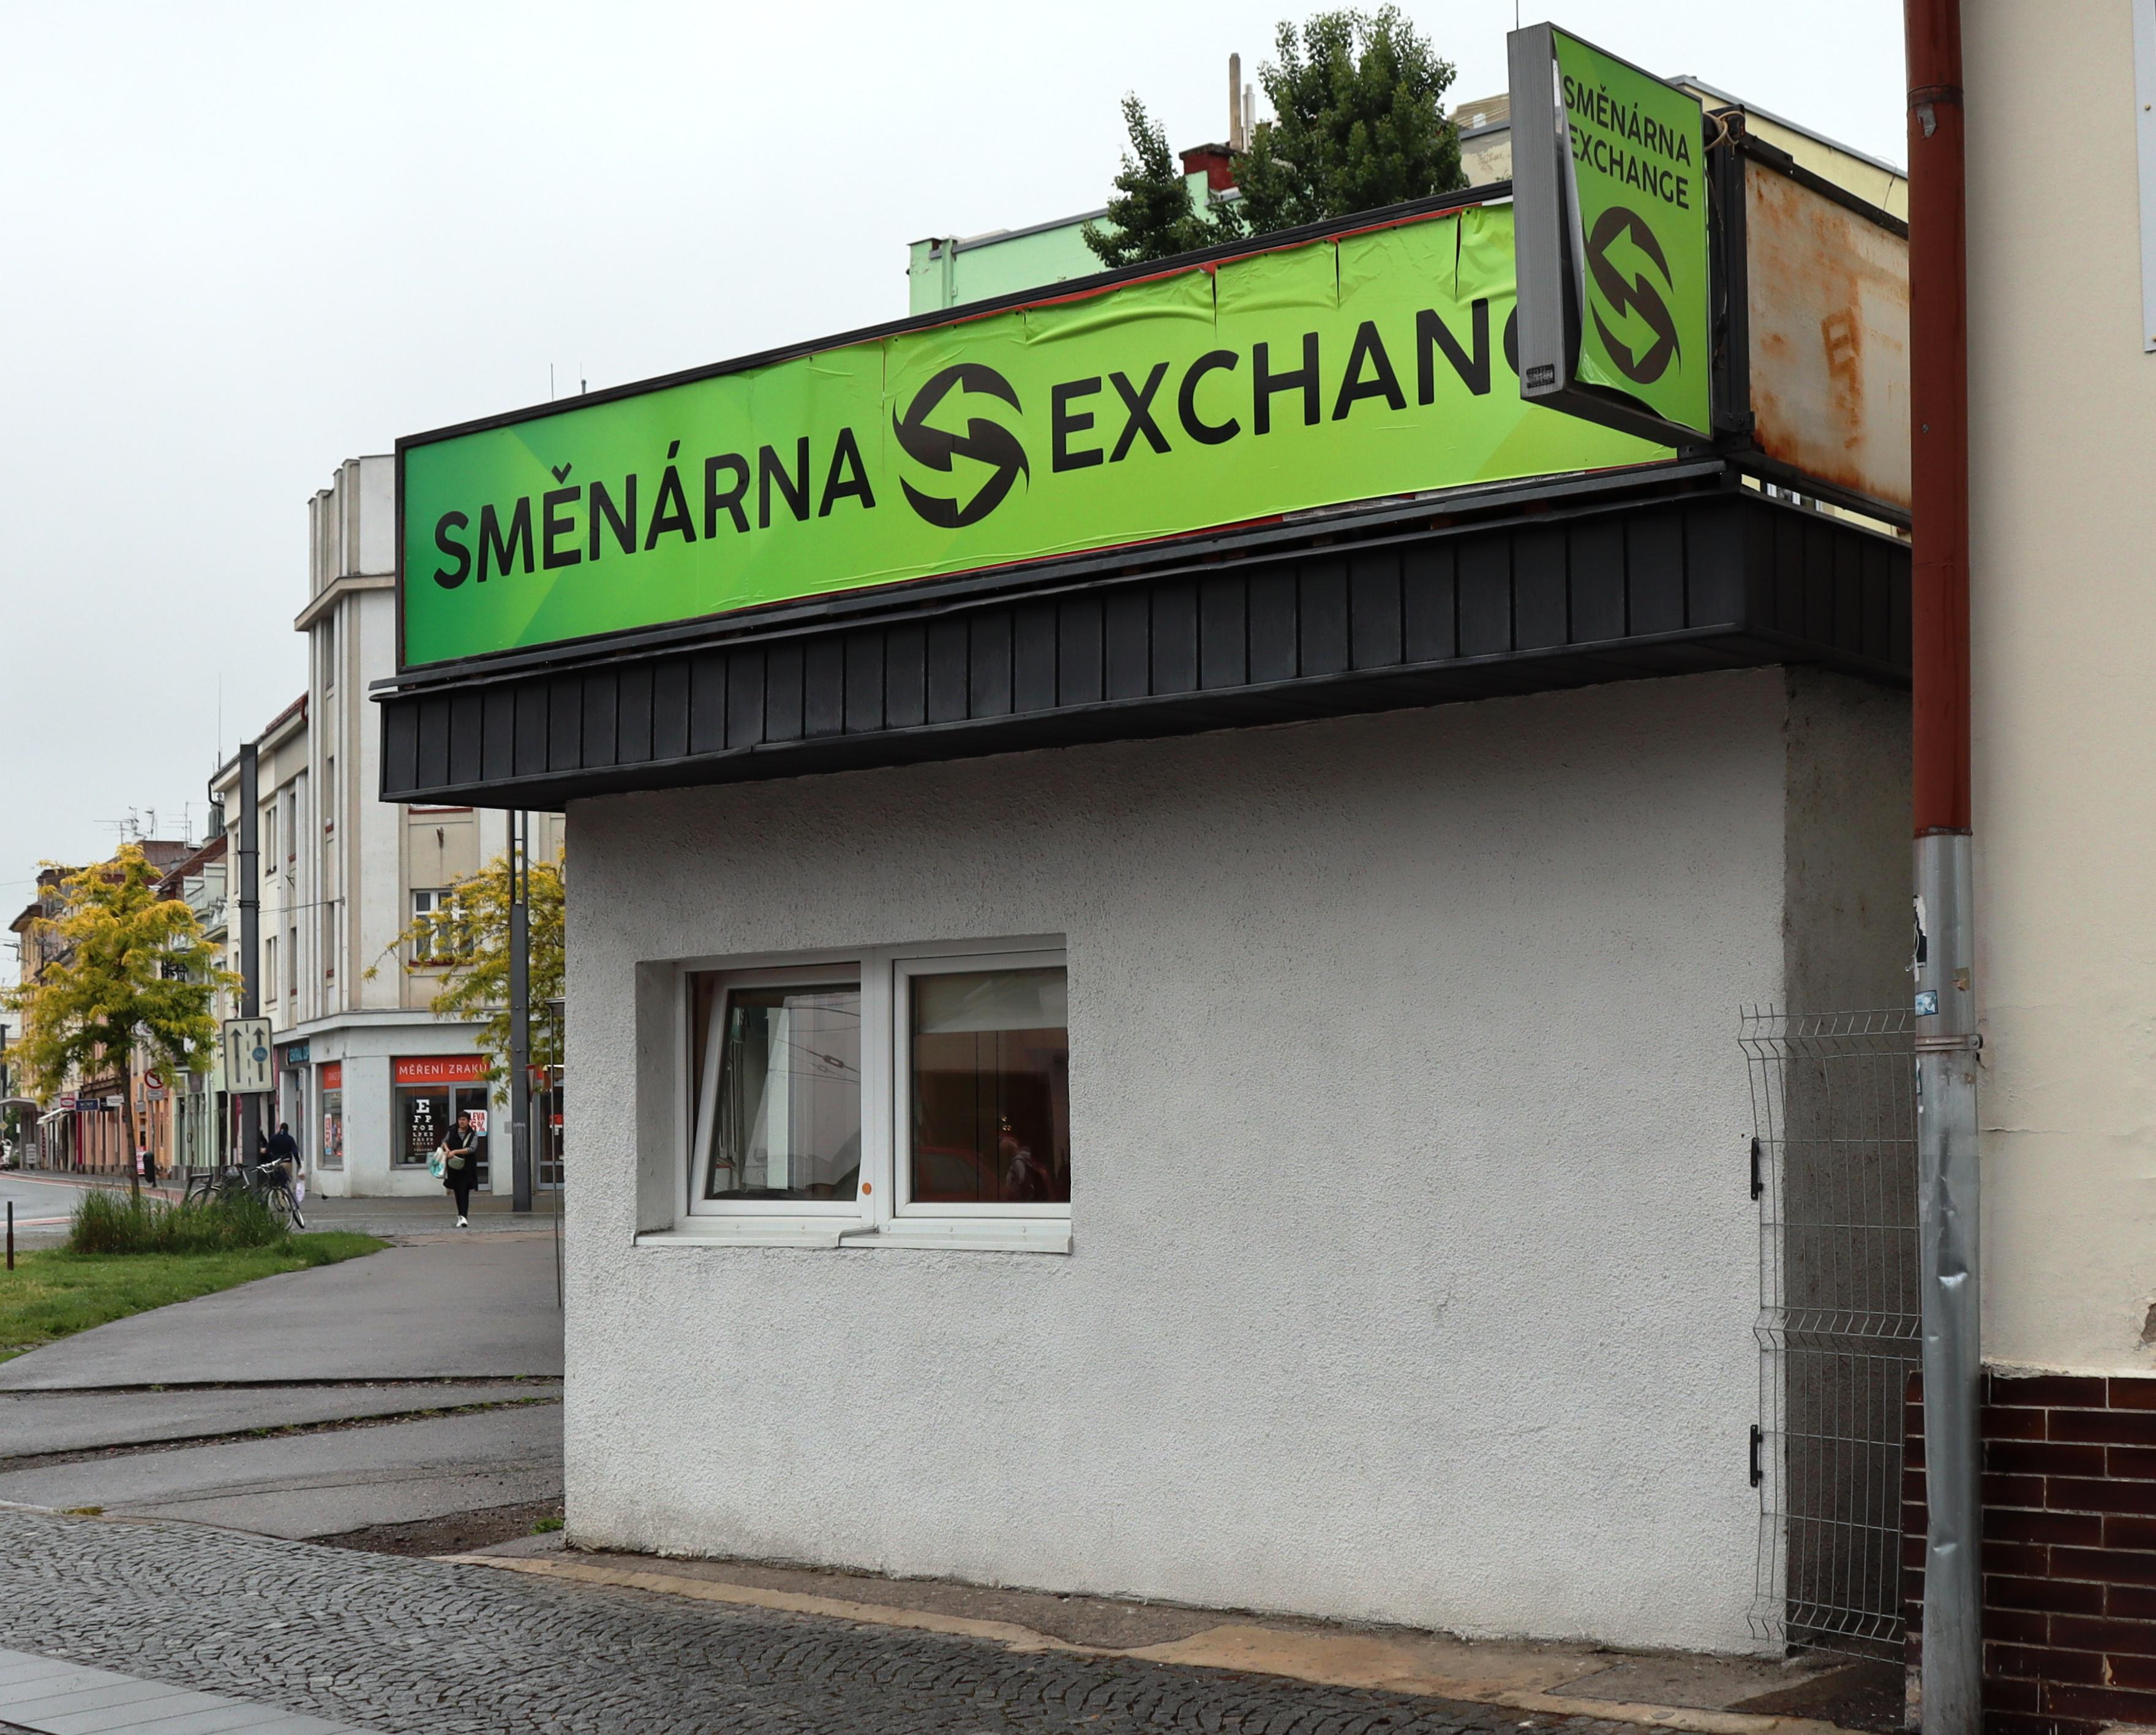 SMĚNÁRNA
EXCHANGE
SMĚNÁRNA EXCHANG
MĚŘENÍ ZRAKU
E
F P
T O Z